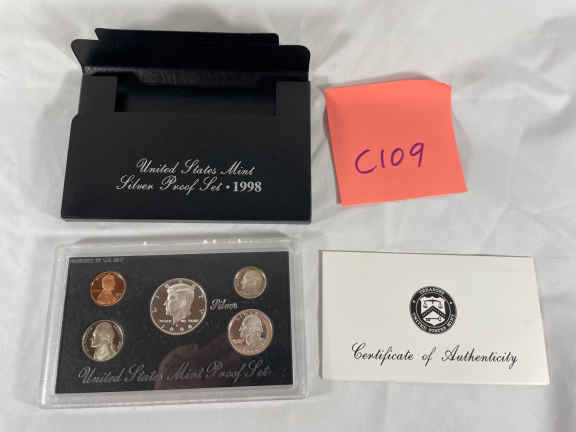 United States Mint
Silver Proof Set · 1998
C109
Silver
United States Mint Proof Set
Certificate of Authenticity